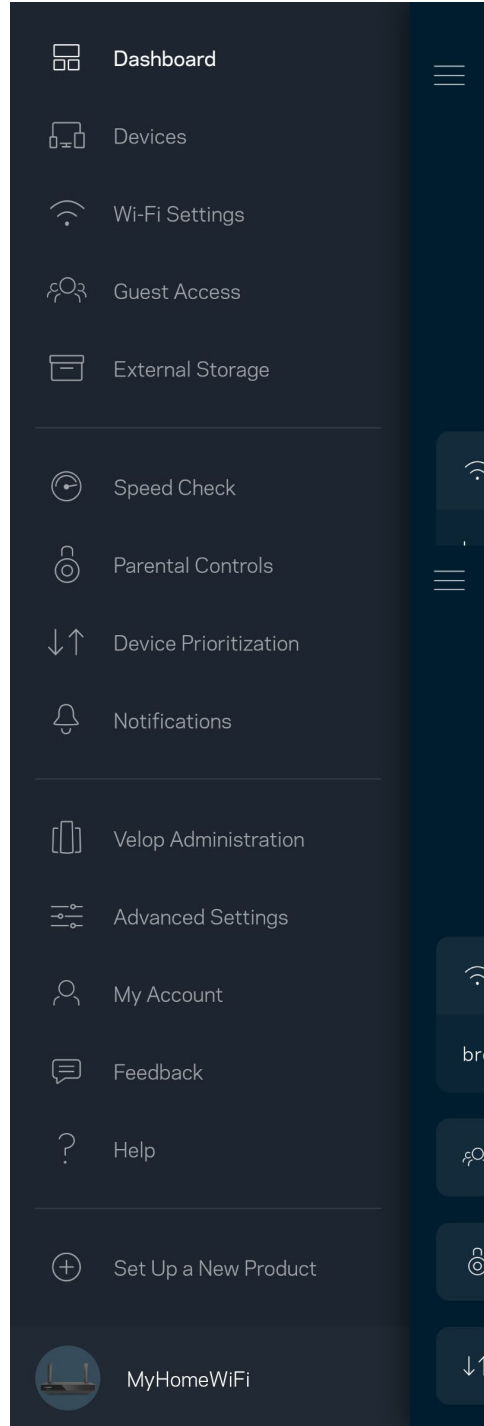 Dashboard
Devices
Wi-Fi Settings
Guest Access
External Storage
Speed Check
Parental Controls
Device Prioritization
Notifications
Velop Administration
Advanced Settings
My Account
Feedback
Help
Set Up a New Product
MyHomeWiFi